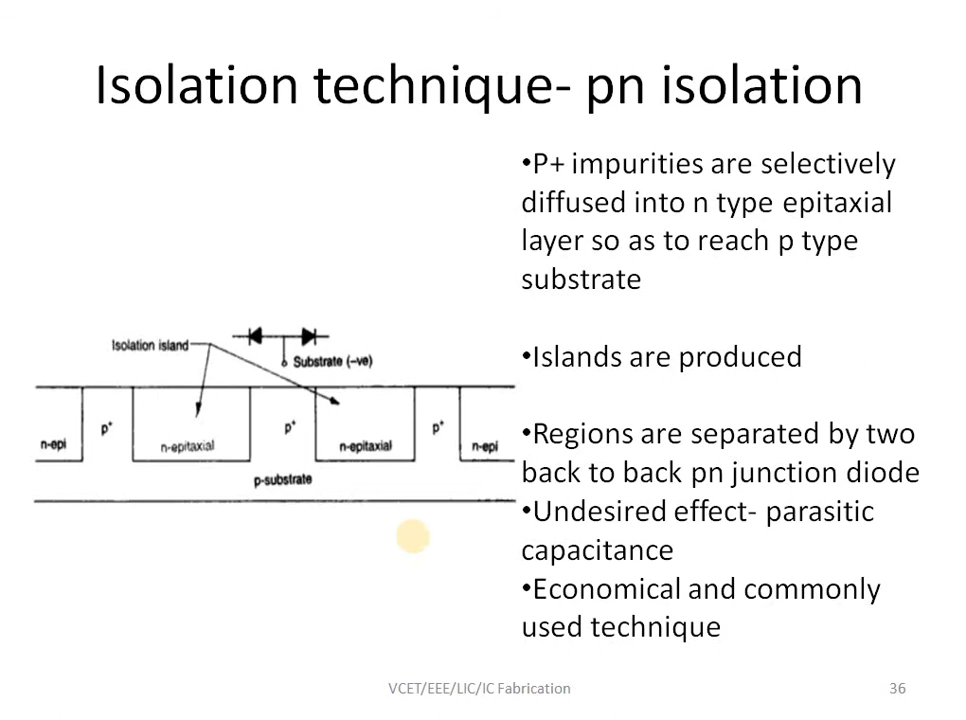 Isolation technique- pn isolation
•P+ impurities are selectively
diffused into n type epitaxial
layer so as to reach p type
substrate
•Islands are produced
•Regions are separated by two
back to back pn junction diode
•Undesired effect- parasitic
capacitance
•Economical and commonly
used technique
Isolation island
Substrate (-ve)
n-epi
p+
n-epitaxial
p+
n-epitaxial
p+
n-epi
p-substrate
VCET/EEE/LIC/IC Fabrication
36